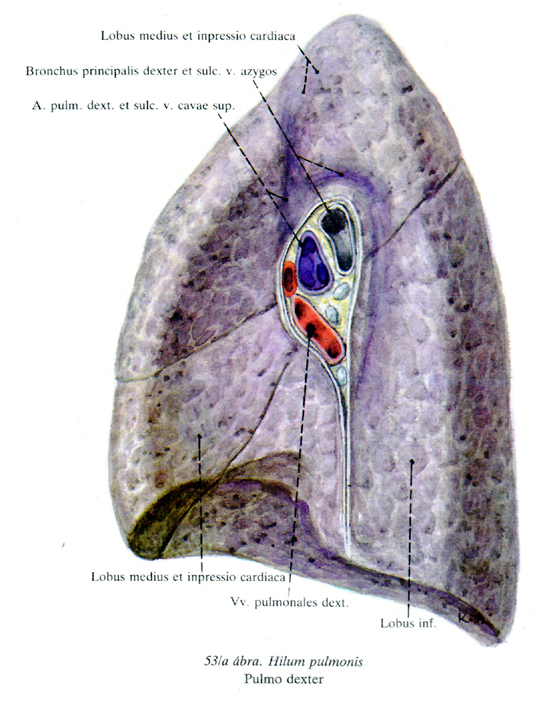 Lobus medius et inpressio cardiaca
Bronchus principalis dexter et sulc. v. azygos
A. pulm. dext. et sulc. v. cavae sup.
Lobus medius et inpressio cardiaca
Vv. pulmonales dext.
Lobus inf.
53/a ábra. Hilum pulmonis
Pulmo dexter